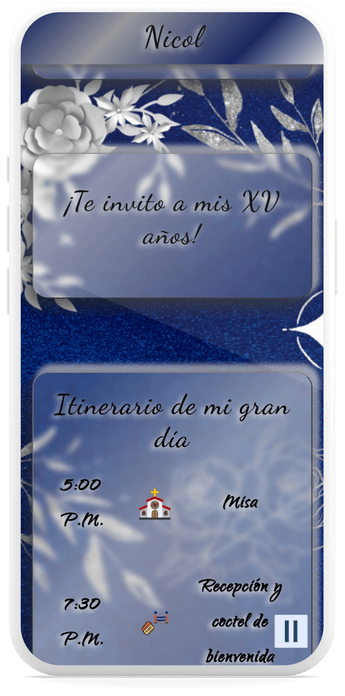 Nicol
¡Te invito a mis XV
años!
Itinerario de mi gran
día
5:00
P.M.
Misa
7:30
P.M.
Recepción y
coctel de
bienvenida